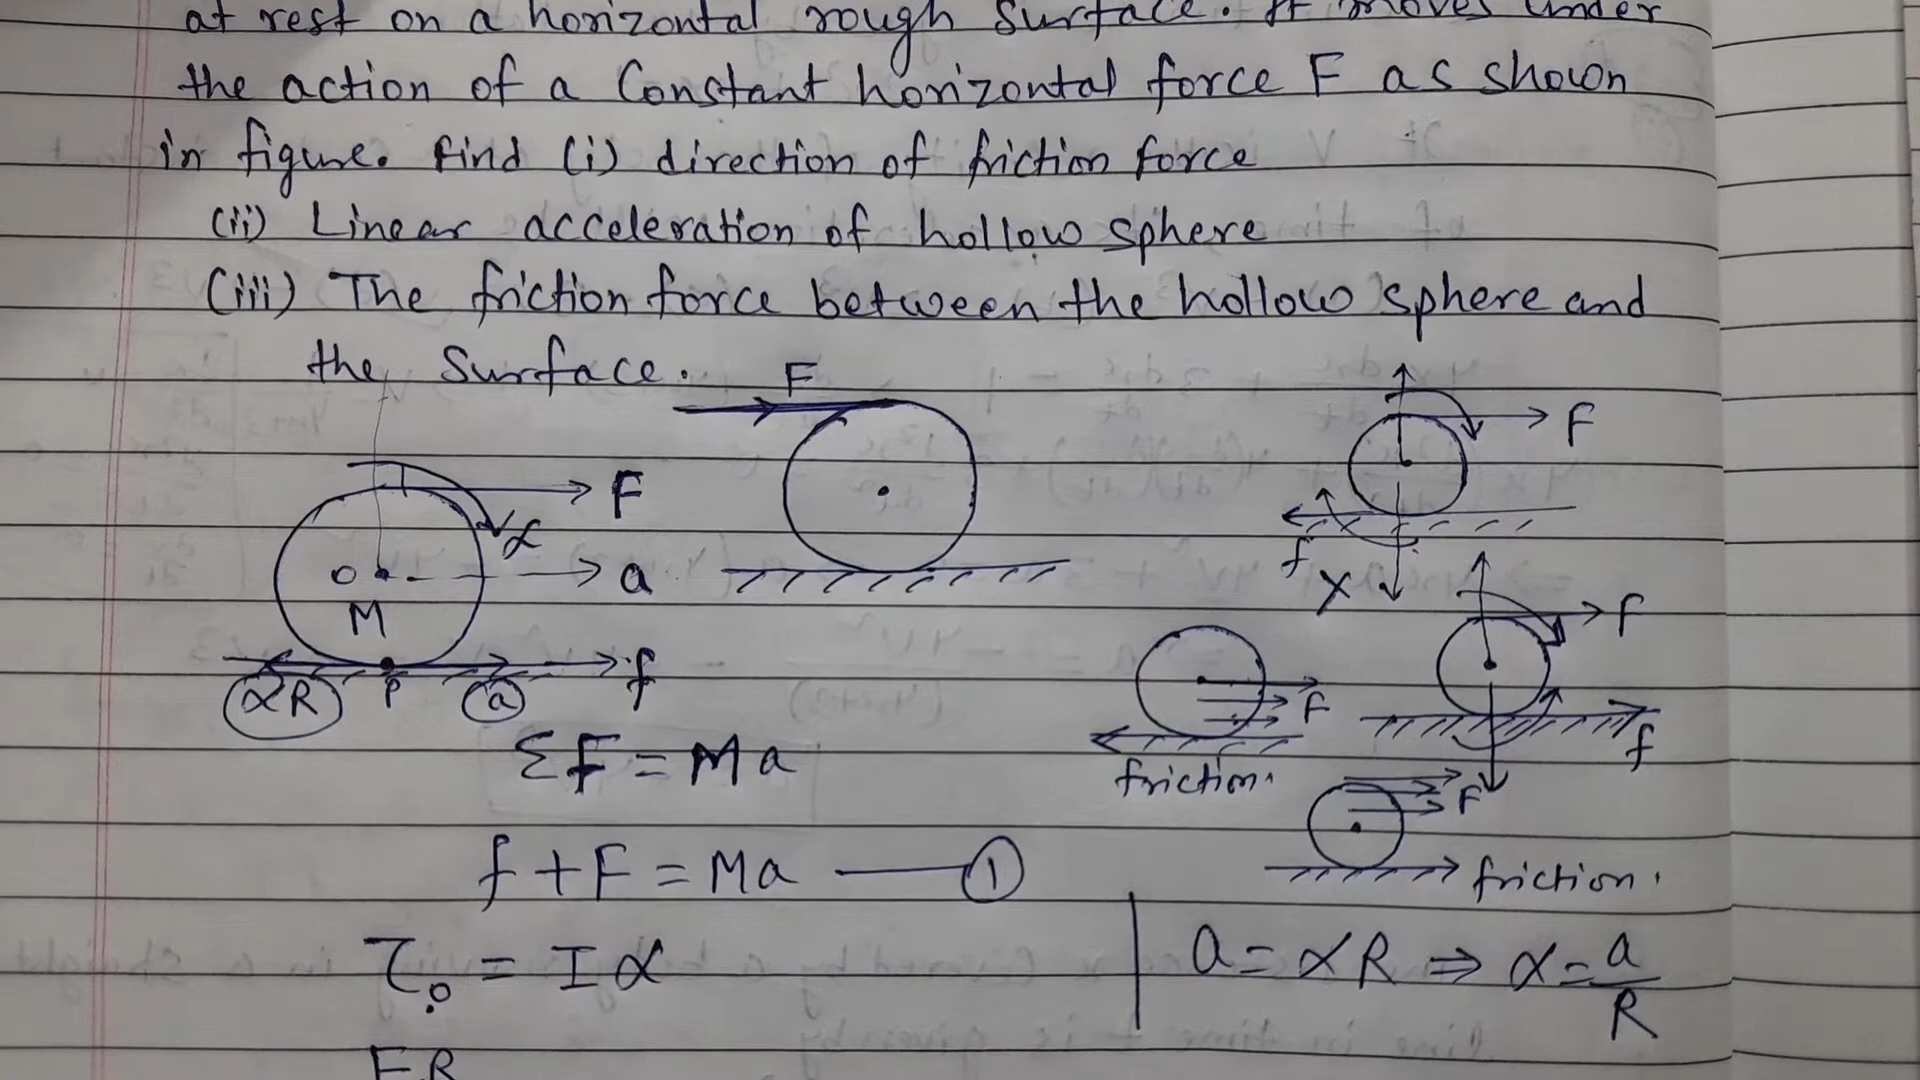 at rest on a horizontal rough surface. It moves under
the action of a Constant horizontal force F as shown
in figure. find (i) direction of friction force
(ii) Linear acceleration of hollow sphere
(iii) The friction force between the hollow sphere and
the surface.
F
F
F
α
O
a
f
X
M
F
F
αR
P
a
f
f
friction.
ΣF = Ma
F
f + F = Ma ——— ①
friction.
τ₀ = Iα
a = αR ⇒ α = a/R
F.R